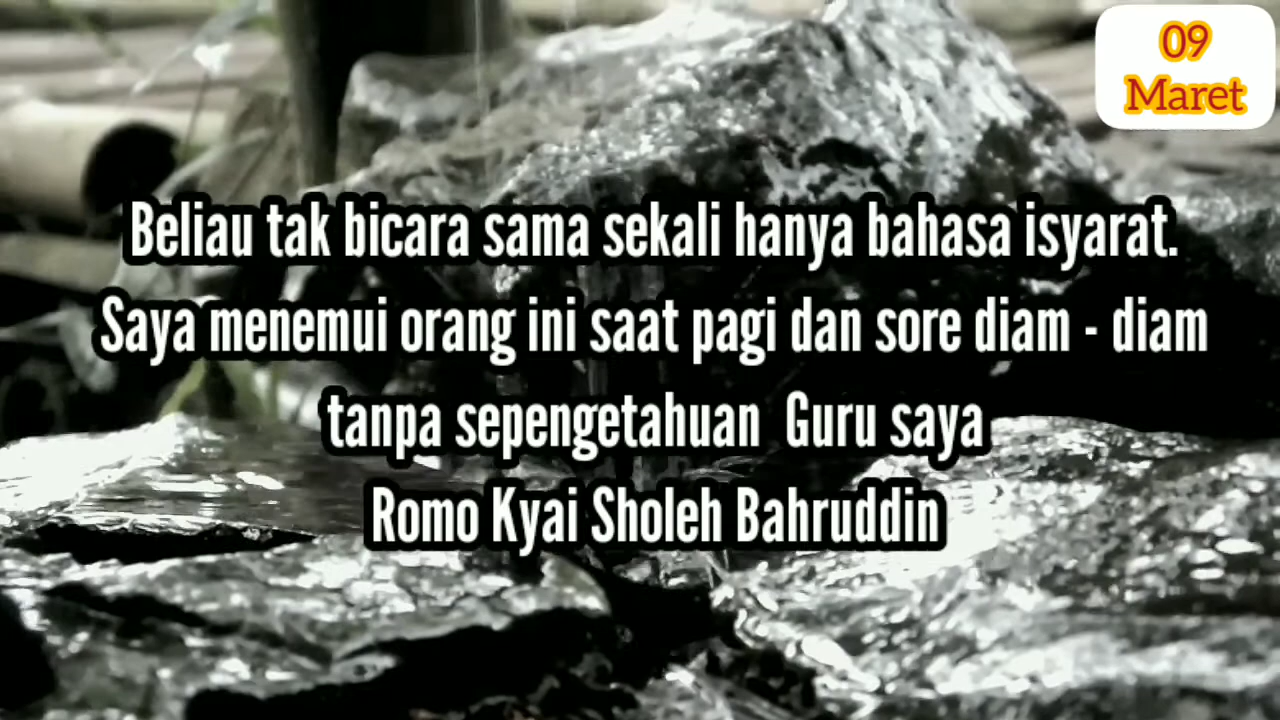 09
Maret
Beliau tak bicara sama sekali hanya bahasa isyarat.
Saya menemui orang ini saat pagi dan sore diam - diam
tanpa sepengetahuan Guru saya
Romo Kyai Sholeh Bahruddin